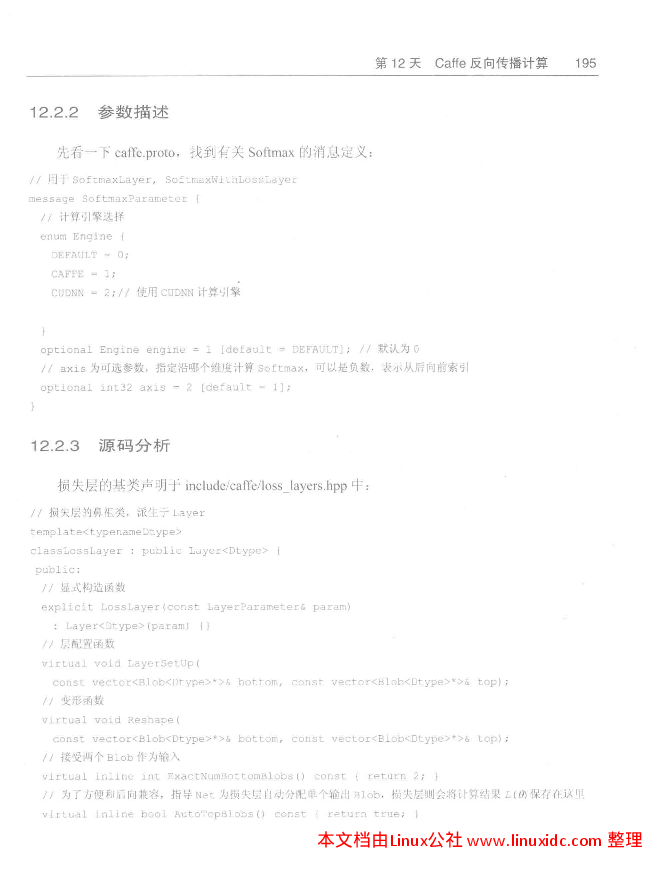 第 12 天 Caffe 反向传播计算 195
12.2.2 参数描述
先看一下 caffe.proto，找到有关 Softmax 的消息定义：
// 用于 SoftmaxLayer, SoftmaxWithLossLayer
message SoftmaxParameter {
// 计算引擎选择
enum Engine {
DEFAULT = 0;
CAFFE = 1;
CUDNN = 2;// 使用 CUDNN 计算引擎
}
optional Engine engine = 1 [default = DEFAULT]; // 默认为 0
// axis 为可选参数，指定沿哪个维度计算 Softmax，可以是负数，表示从后向前索引
optional int32 axis = 2 [default = 1];
}
12.2.3 源码分析
损失层的基类声明于 include/caffe/loss_layers.hpp 中：
// 损失层的鼻祖类，派生于 Layer
template<typenameDtype>
classLossLayer : public Layer<Dtype> {
public:
// 显式构造函数
explicit LossLayer(const LayerParameter& param)
: Layer<Dtype>(param) {}
// 层配置函数
virtual void LayerSetUp(
const vector<Blob<Dtype>*>& bottom, const vector<Blob<Dtype>*>& top);
// 变形函数
virtual void Reshape(
const vector<Blob<Dtype>*>& bottom, const vector<Blob<Dtype>*>& top);
// 接受两个 Blob 作为输入
virtual inline int ExactNumBottomBlobs() const { return 2; }
// 为了方便和后向兼容，指导 Net 为损失层自动分配单个输出 Blob，损失层则会将计算结果 L(θ) 保存在这里
virtual inline bool AutoTopBlobs() const { return true; }
本文档由Linux公社 www.linuxidc.com 整理